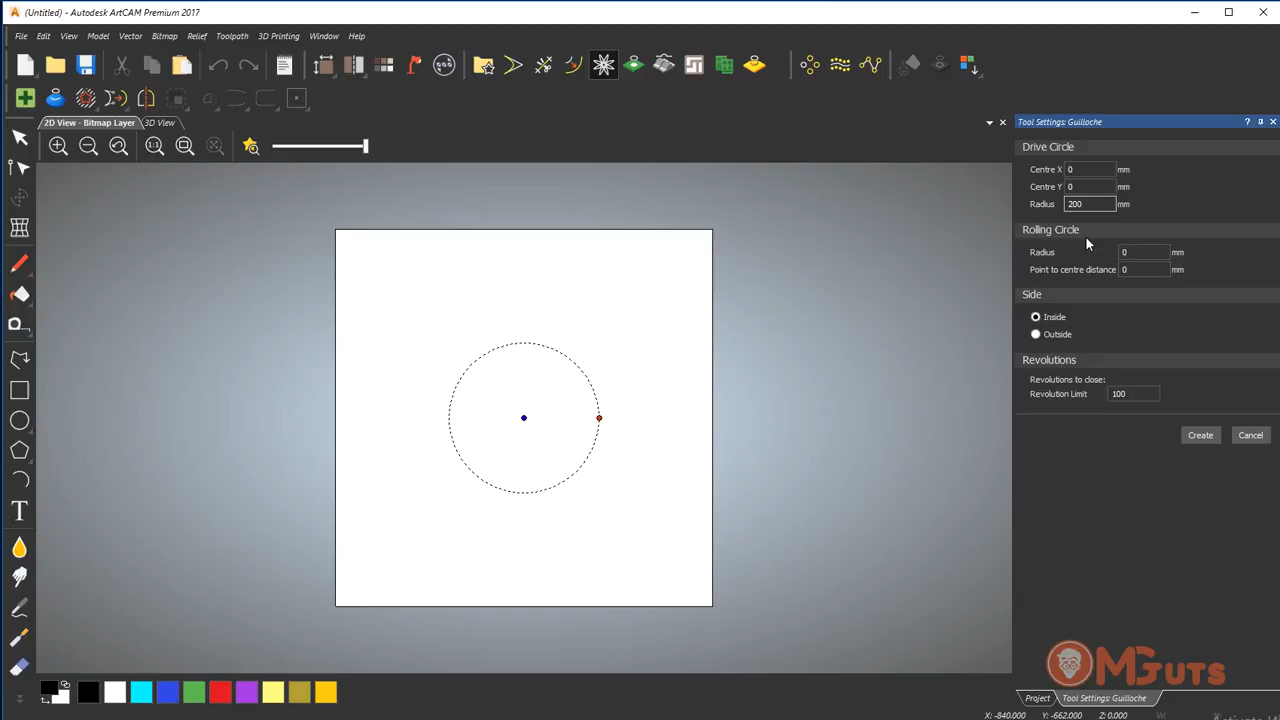 (Untitled) - Autodesk ArtCAM Premium 2017
File Edit View Model Vector Bitmap Relief Toolpath 3D Printing Window Help
2D View - Bitmap Layer 3D View
1:1
Tool Settings: Guilloche
Drive Circle
Centre X 0 mm
Centre Y 0 mm
Radius 200 mm
Rolling Circle
Radius 0 mm
Point to centre distance 0 mm
Side
Inside
Outside
Revolutions
Revolutions to close:
Revolution Limit 100
Create Cancel
T
MGUTS
Project Tool Settings: Guilloche
X: -840.000 Y: -662.000 Z: 0.000